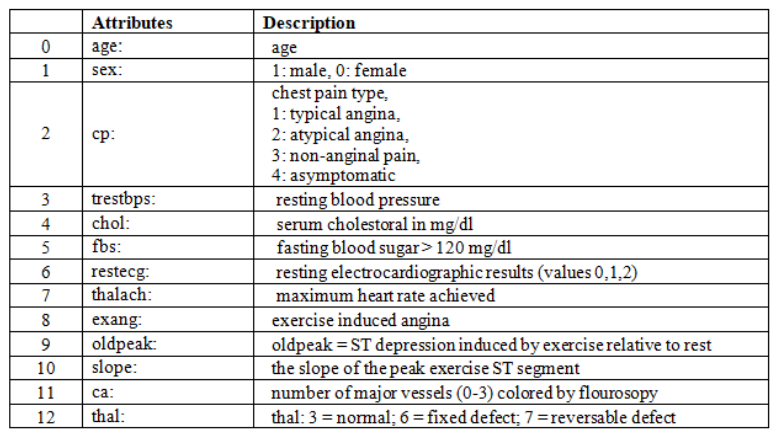 Attributes Description
0 age: age
1 sex: 1: male, 0: female
2 cp: chest pain type,
1: typical angina,
2: atypical angina,
3: non-anginal pain,
4: asymptomatic
3 trestbps: resting blood pressure
4 chol: serum cholestoral in mg/dl
5 fbs: fasting blood sugar > 120 mg/dl
6 restecg: resting electrocardiographic results (values 0,1,2)
7 thalach: maximum heart rate achieved
8 exang: exercise induced angina
9 oldpeak: oldpeak = ST depression induced by exercise relative to rest
10 slope: the slope of the peak exercise ST segment
11 ca: number of major vessels (0-3) colored by flourosopy
12 thal: thal: 3 = normal; 6 = fixed defect; 7 = reversable defect